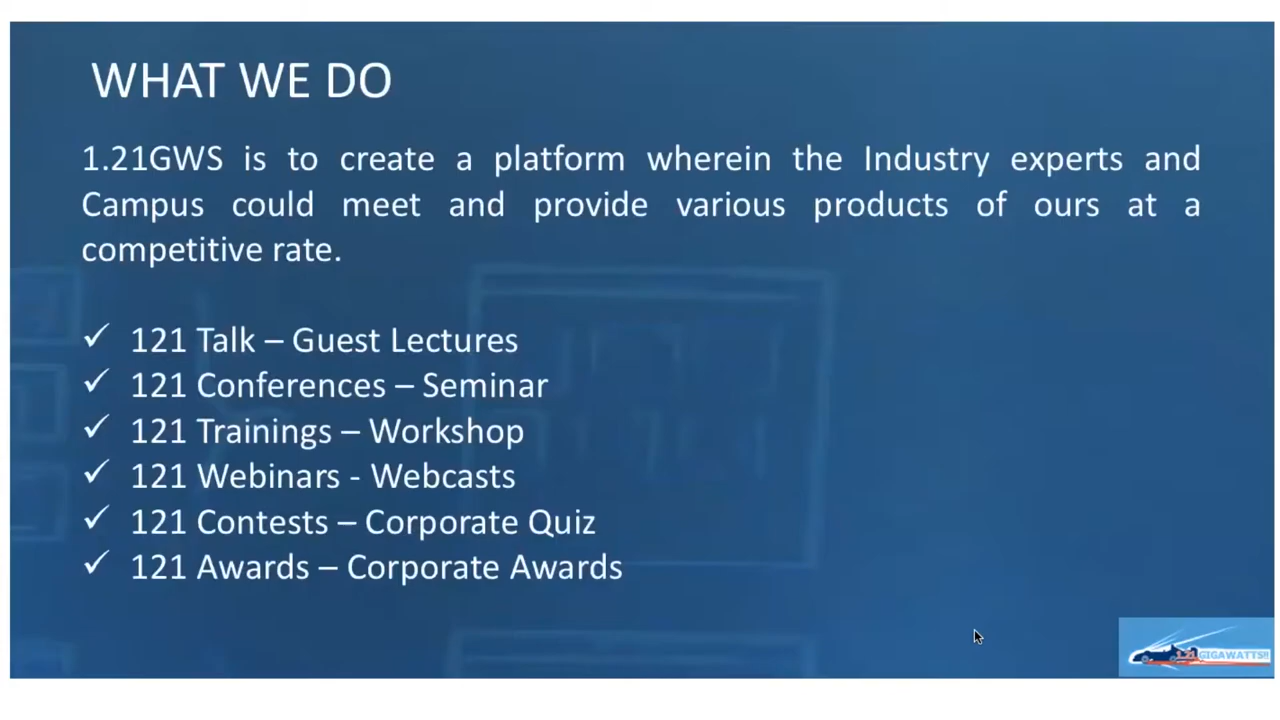 WHAT WE DO
1.21GWS is to create a platform wherein the Industry experts and
Campus could meet and provide various products of ours at a
competitive rate.
✓ 121 Talk – Guest Lectures
✓ 121 Conferences – Seminar
✓ 121 Trainings – Workshop
✓ 121 Webinars - Webcasts
✓ 121 Contests – Corporate Quiz
✓ 121 Awards – Corporate Awards
1.21 GIGAWATTS!!